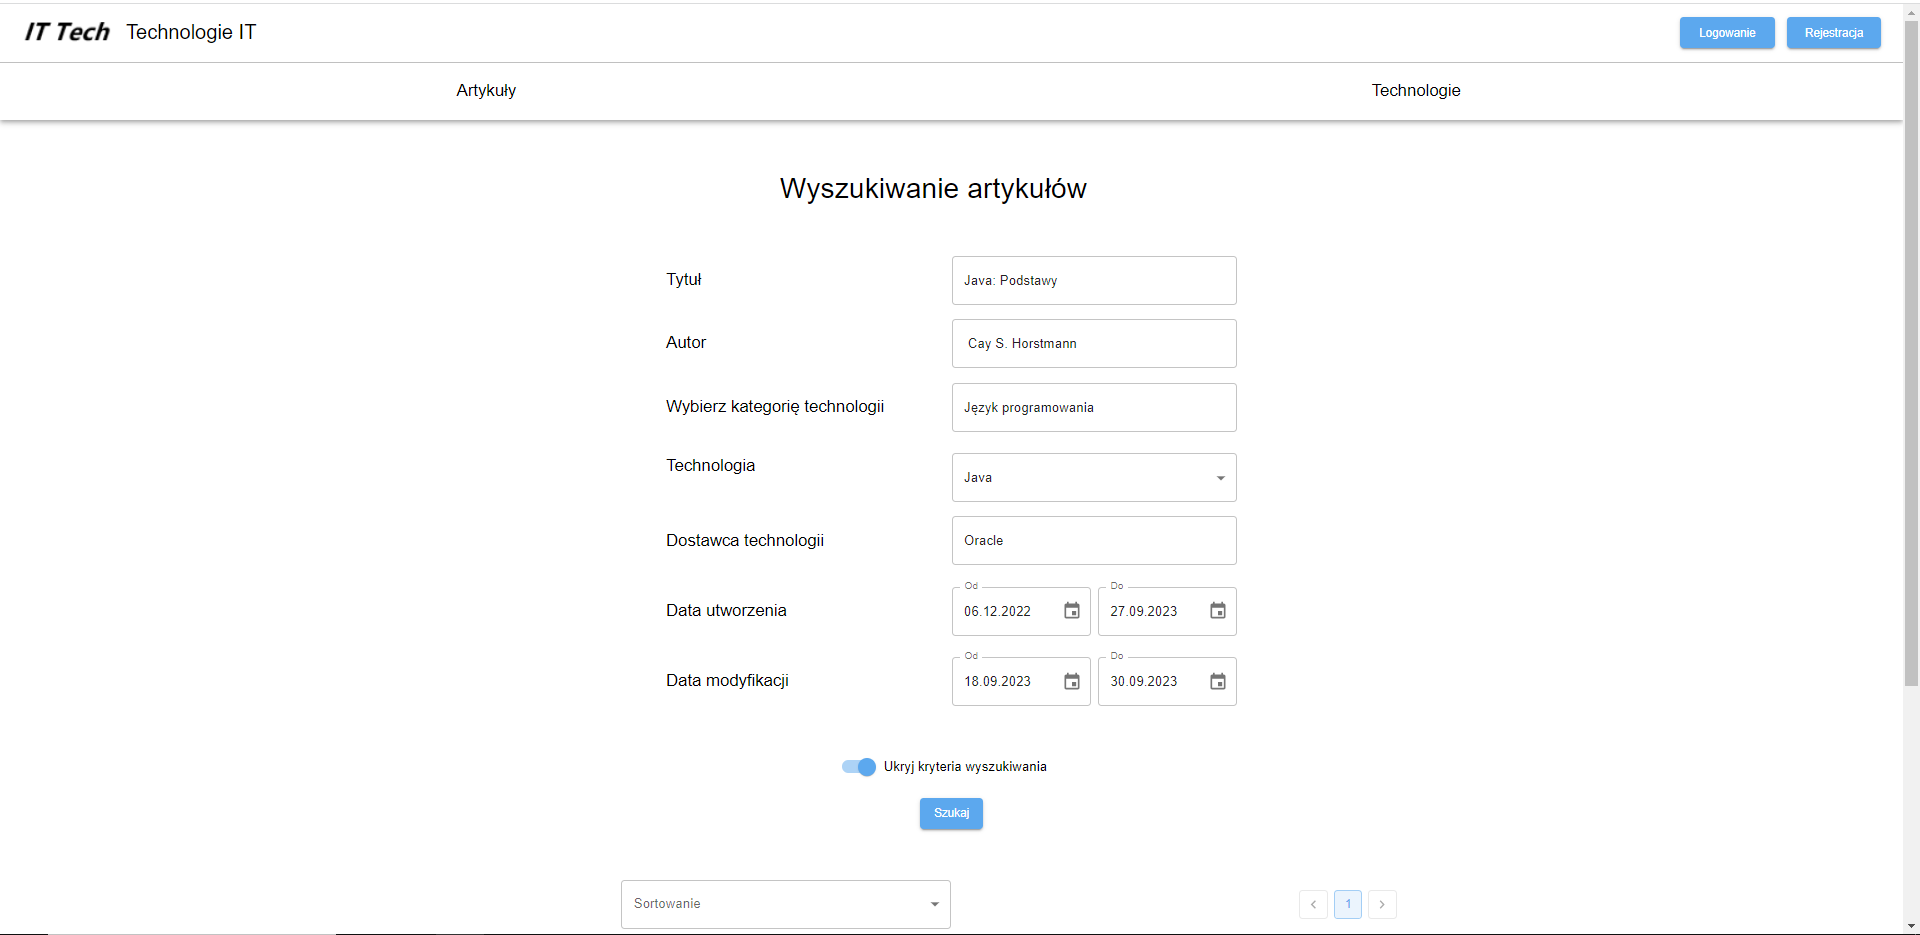 IT Tech Technologie IT Logowanie Rejestracja
Artykuły Technologie
Wyszukiwanie artykułów
Tytuł Java: Podstawy
Autor Cay S. Horstmann
Wybierz kategorię technologii Język programowania
Technologia Java
Dostawca technologii Oracle
Od Do
Data utworzenia 06.12.2022 27.09.2023
Od Do
Data modyfikacji 18.09.2023 30.09.2023
Ukryj kryteria wyszukiwania
Szukaj
Sortowanie 1